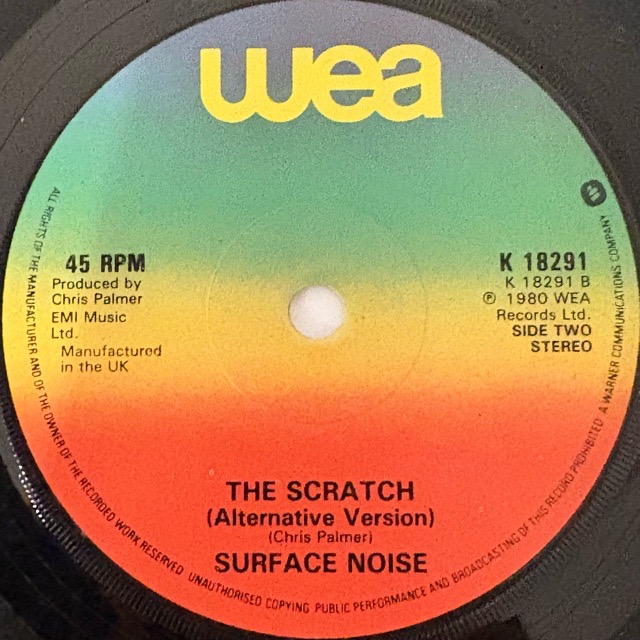 wea
45 RPM
Produced by
Chris Palmer
EMI Music
Ltd.
Manufactured
in the UK
K 18291
K 18291 B
℗ 1980 WEA
Records Ltd.
SIDE TWO
STEREO
THE SCRATCH
(Alternative Version)
(Chris Palmer)
SURFACE NOISE
ALL RIGHTS OF THE MANUFACTURER AND OF THE OWNER OF THE RECORDED WORK RESERVED UNAUTHORISED COPYING PUBLIC PERFORMANCE AND BROADCASTING OF THIS RECORD PROHIBITED A WARNER COMMUNICATIONS COMPANY